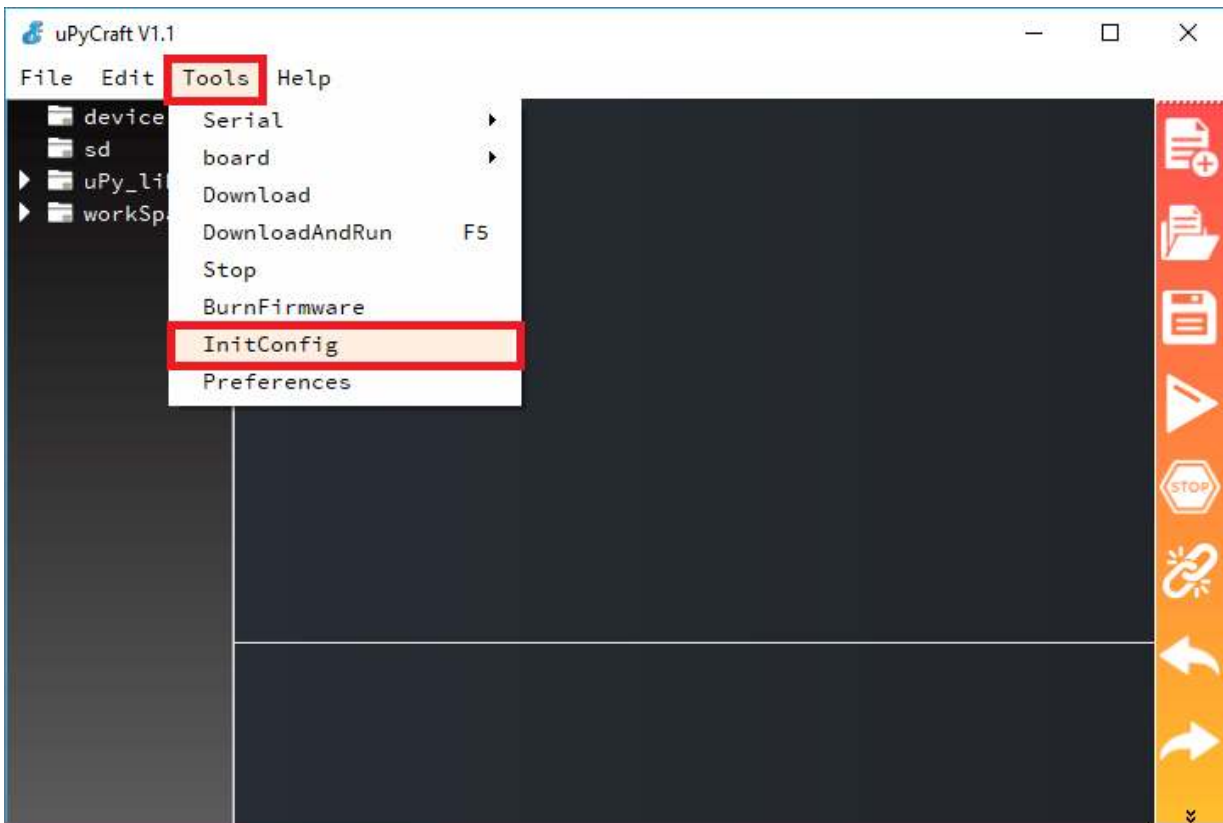 uPyCraft V1.1
File Edit Tools Help
device
sd
uPy_li
workSp
Serial
board
Download
DownloadAndRun F5
Stop
BurnFirmware
InitConfig
Preferences
STOP